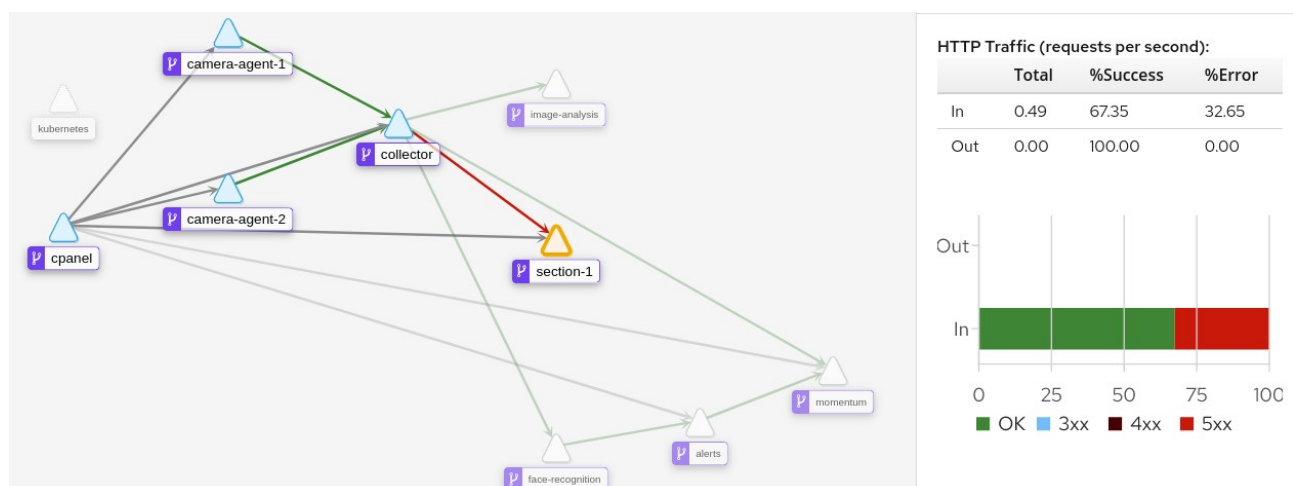 camera-agent-1
kubernetes
image-analysis
collector
camera-agent-2
cpanel
section-1
momentum
alerts
face-recognition
HTTP Traffic (requests per second):
Total %Success %Error
In 0.49 67.35 32.65
Out 0.00 100.00 0.00
Out
In
0 25 50 75 100
OK 3xx 4xx 5xx